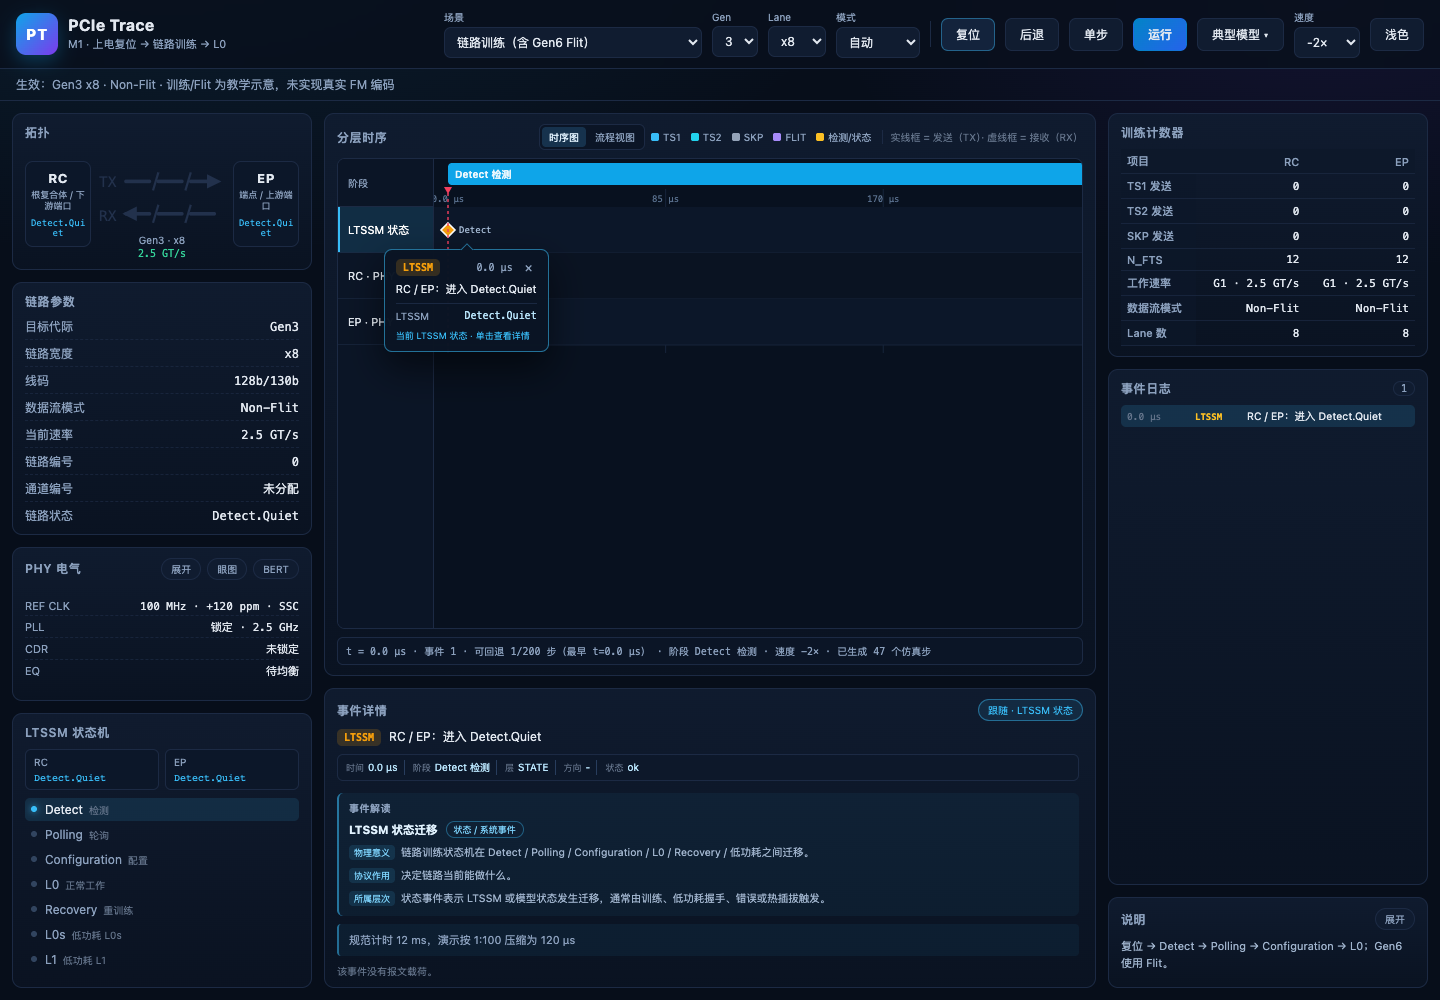 PT
PCIe Trace
M1 · 上电复位 → 链路训练 → L0
场景
链路训练（含 Gen6 Flit）
Gen
3
Lane
x8
模式
自动
复位
后退
单步
运行
典型模型 ▾
速度
-2×
浅色
生效：Gen3 x8 · Non-Flit · 训练/Flit 为教学示意，未实现真实 FM 编码
拓扑
RC
根复合体 / 下游端口
Detect.Quiet
TX
RX
Gen3 · x8
2.5 GT/s
EP
端点 / 上游端口
Detect.Quiet
链路参数
目标代际 Gen3
链路宽度 x8
线码 128b/130b
数据流模式 Non-Flit
当前速率 2.5 GT/s
链路编号 0
通道编号 未分配
链路状态 Detect.Quiet
PHY 电气
展开
眼图
BERT
REF CLK 100 MHz · +120 ppm · SSC
PLL 锁定 · 2.5 GHz
CDR 未锁定
EQ 待均衡
LTSSM 状态机
RC
Detect.Quiet
EP
Detect.Quiet
Detect 检测
Polling 轮询
Configuration 配置
L0 正常工作
Recovery 重训练
L0s 低功耗 L0s
L1 低功耗 L1
分层时序
时序图
流程视图
TS1
TS2
SKP
FLIT
检测/状态
实线框 = 发送（TX）· 虚线框 = 接收（RX）
阶段
Detect 检测
0.0 µs
85 µs
170 µs
LTSSM 状态
Detect
RC · PH
EP · PH
LTSSM 0.0 µs ×
RC / EP：进入 Detect.Quiet
LTSSM Detect.Quiet
当前 LTSSM 状态 · 单击查看详情
t = 0.0 µs · 事件 1 · 可回退 1/200 步 (最早 t=0.0 µs) · 阶段 Detect 检测 · 速度 -2× · 已生成 47 个仿真步
事件详情
跟随 · LTSSM 状态
LTSSM RC / EP：进入 Detect.Quiet
时间 0.0 µs 阶段 Detect 检测 层 STATE 方向 - 状态 ok
事件解读
LTSSM 状态迁移 状态 / 系统事件
物理意义 链路训练状态机在 Detect / Polling / Configuration / L0 / Recovery / 低功耗之间迁移。
协议作用 决定链路当前能做什么。
所属层次 状态事件表示 LTSSM 或模型状态发生迁移，通常由训练、低功耗握手、错误或热插拔触发。
规范计时 12 ms，演示按 1:100 压缩为 120 µs
该事件没有报文载荷。
训练计数器
项目 RC EP
TS1 发送 0 0
TS2 发送 0 0
SKP 发送 0 0
N_FTS 12 12
工作速率 G1 · 2.5 GT/s G1 · 2.5 GT/s
数据流模式 Non-Flit Non-Flit
Lane 数 8 8
事件日志
1
0.0 µs LTSSM RC / EP：进入 Detect.Quiet
说明
展开
复位 → Detect → Polling → Configuration → L0；Gen6
使用 Flit。